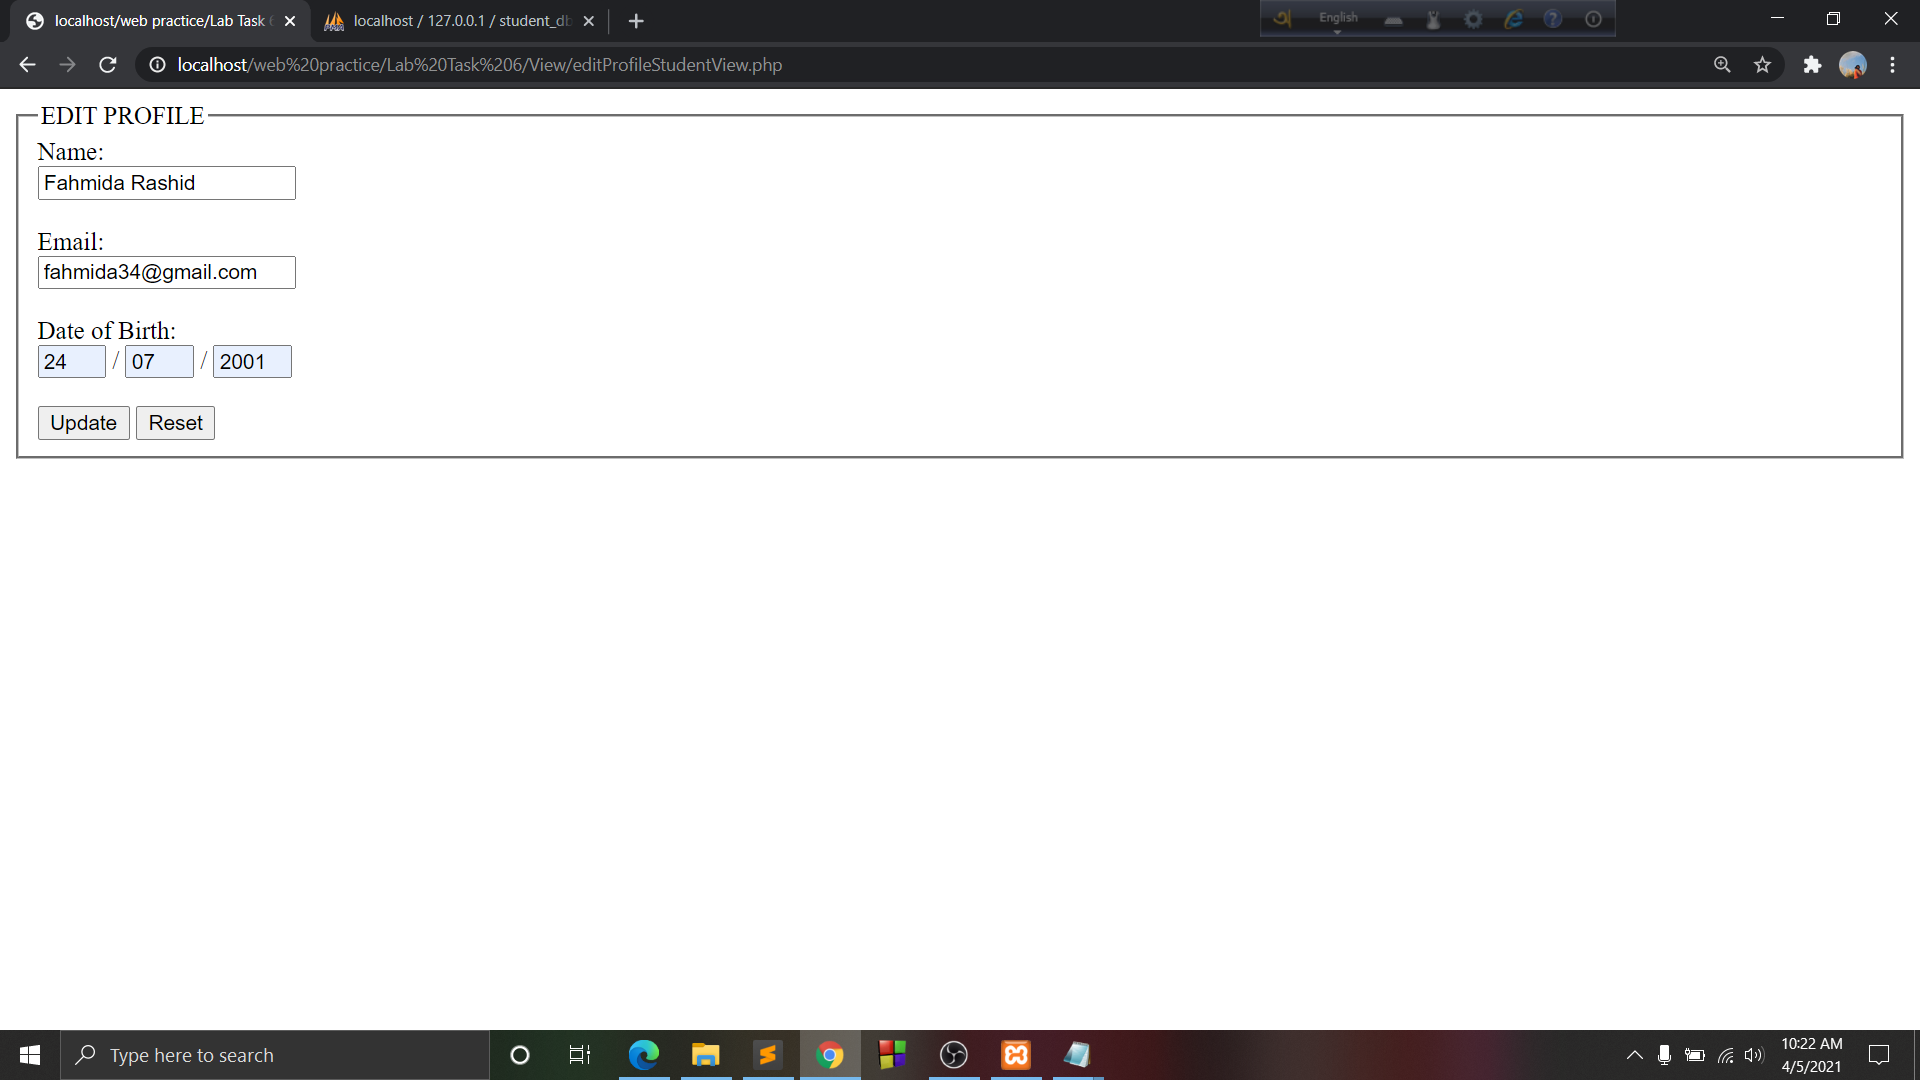 localhost/web practice/Lab Task 6
localhost / 127.0.0.1 / student_db
English
localhost/web%20practice/Lab%20Task%206/View/editProfileStudentView.php
EDIT PROFILE
Name:
Fahmida Rashid
Email:
fahmida34@gmail.com
Date of Birth:
24 / 07 / 2001
Update Reset
Type here to search
10:22 AM
4/5/2021